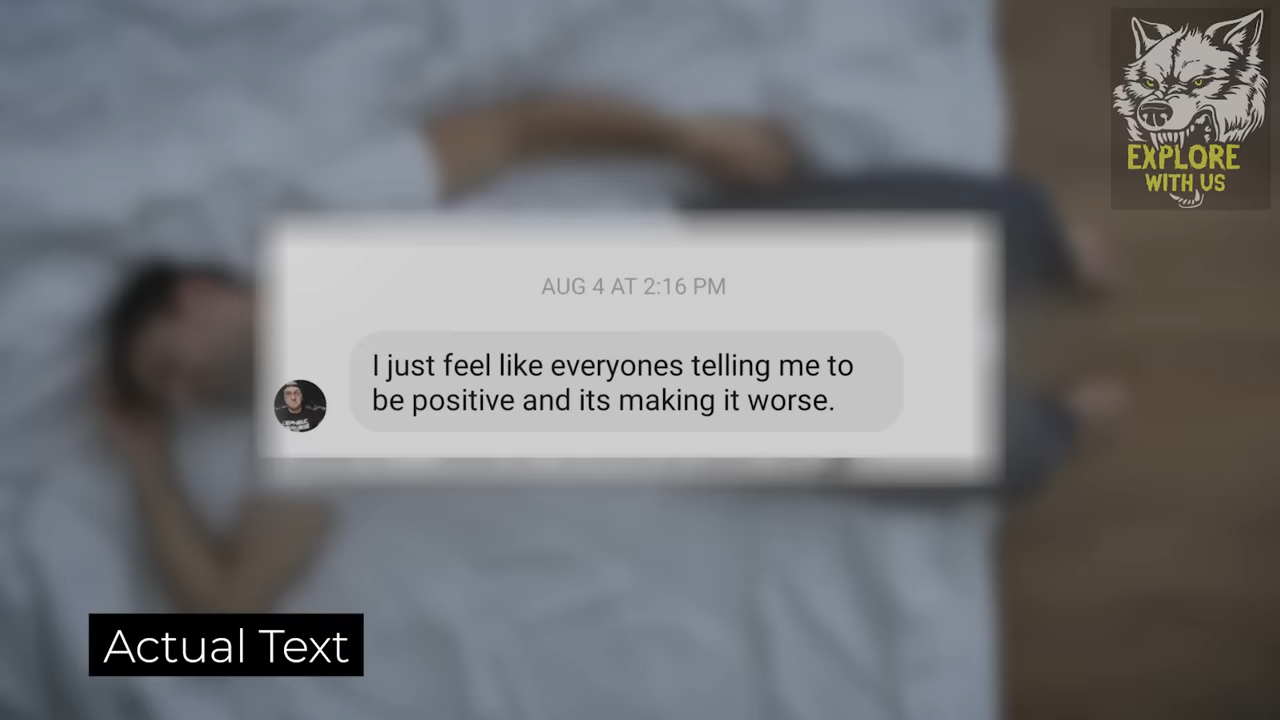 EXPLORE
WITH US
AUG 4 AT 2:16 PM
I just feel like everyones telling me to
be positive and its making it worse.
Actual Text